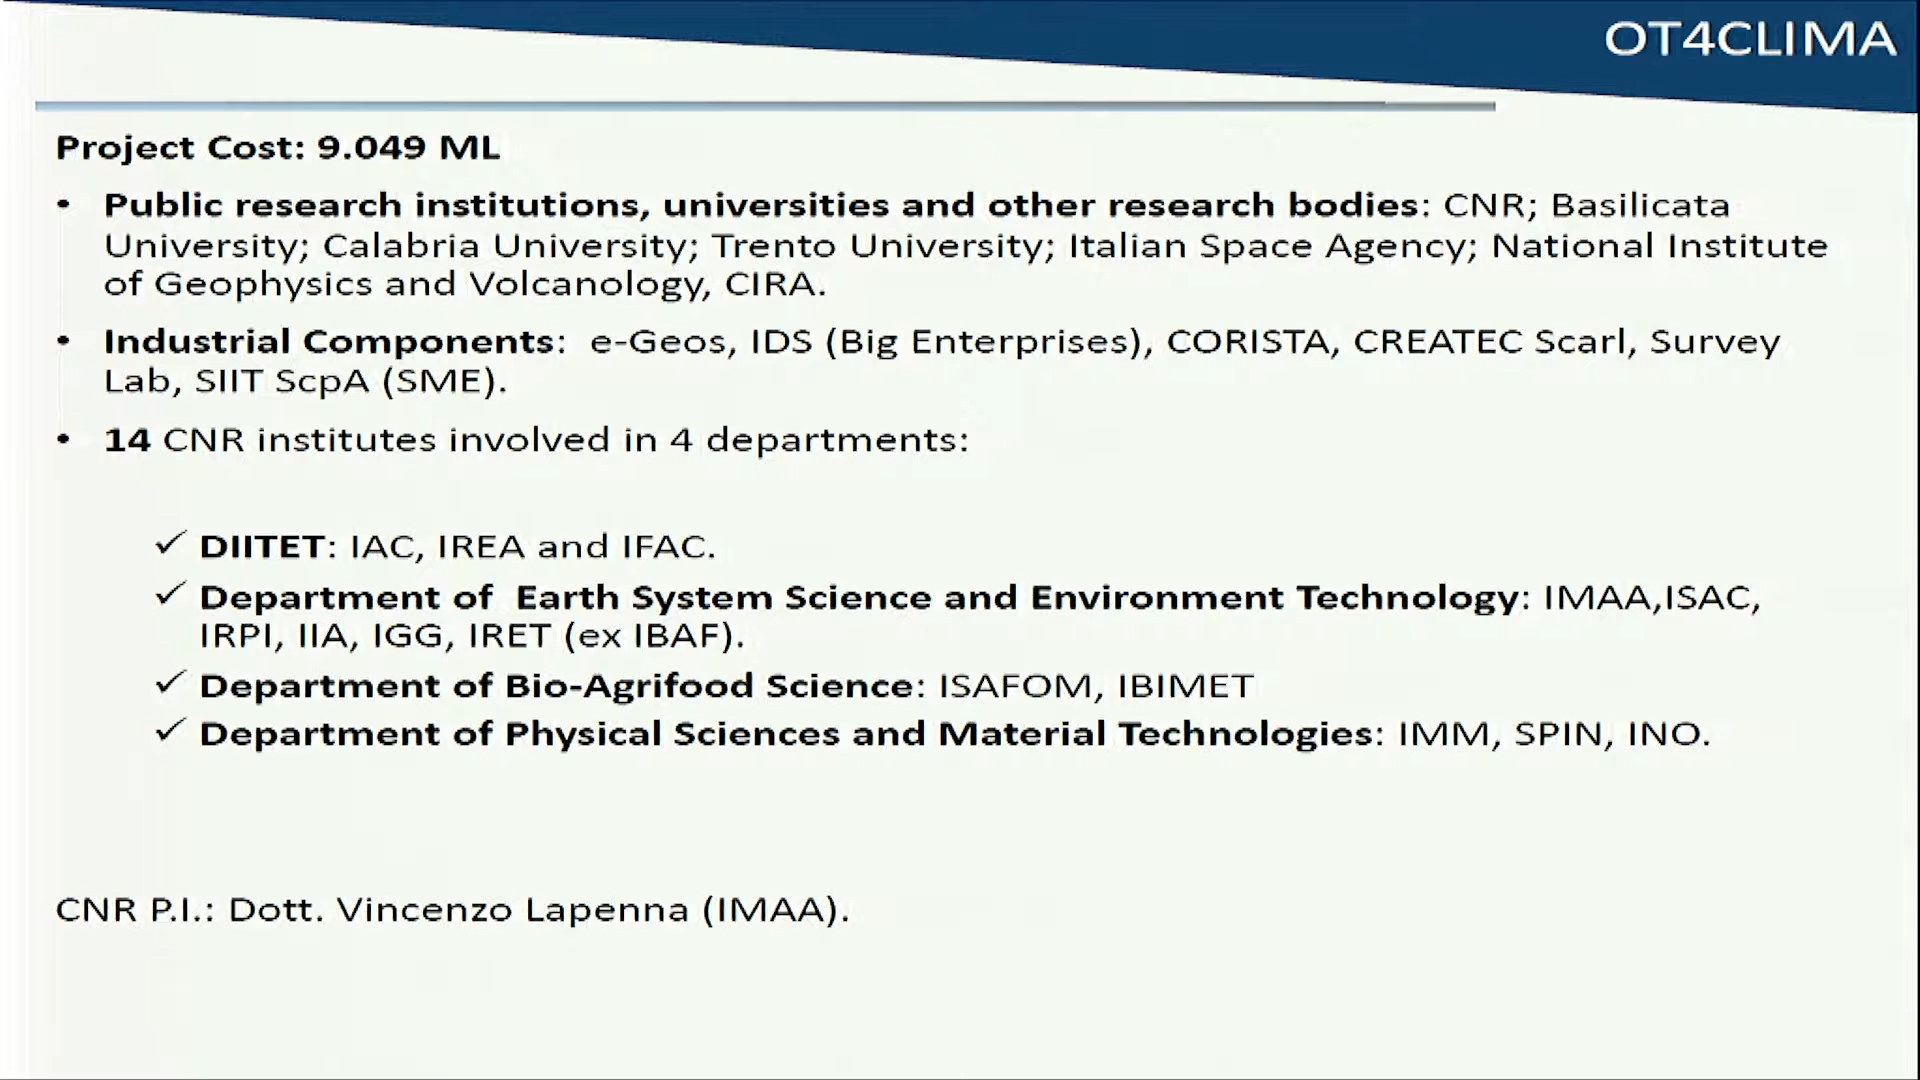 OT4CLIMA
Project Cost: 9.049 ML
• Public research institutions, universities and other research bodies: CNR; Basilicata
University; Calabria University; Trento University; Italian Space Agency; National Institute
of Geophysics and Volcanology, CIRA.
• Industrial Components: e-Geos, IDS (Big Enterprises), CORISTA, CREATEC Scarl, Survey
Lab, SIIT ScpA (SME).
• 14 CNR institutes involved in 4 departments:
✓ DIITET: IAC, IREA and IFAC.
✓ Department of Earth System Science and Environment Technology: IMAA,ISAC,
IRPI, IIA, IGG, IRET (ex IBAF).
✓ Department of Bio-Agrifood Science: ISAFOM, IBIMET
✓ Department of Physical Sciences and Material Technologies: IMM, SPIN, INO.
CNR P.I.: Dott. Vincenzo Lapenna (IMAA).